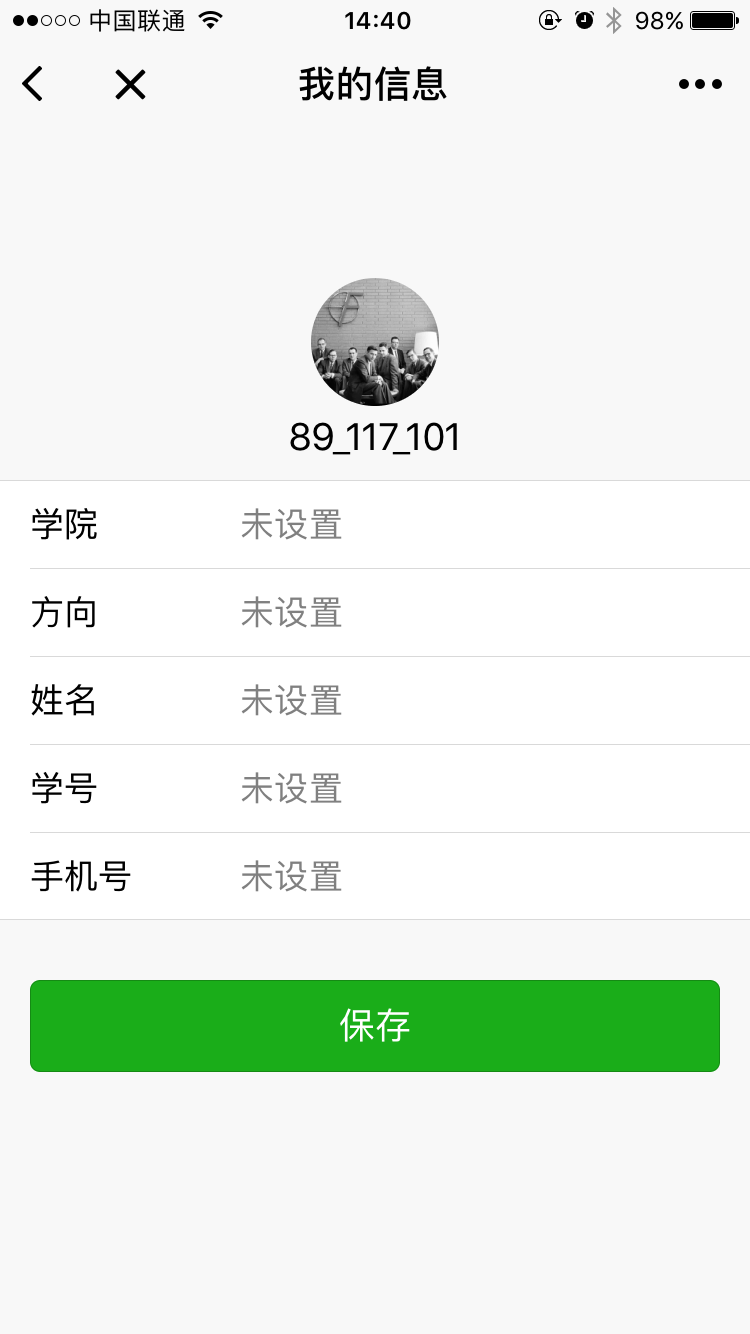 中国联通 14:40 98%
我的信息
89_117_101
学院 未设置
方向 未设置
姓名 未设置
学号 未设置
手机号 未设置
保存